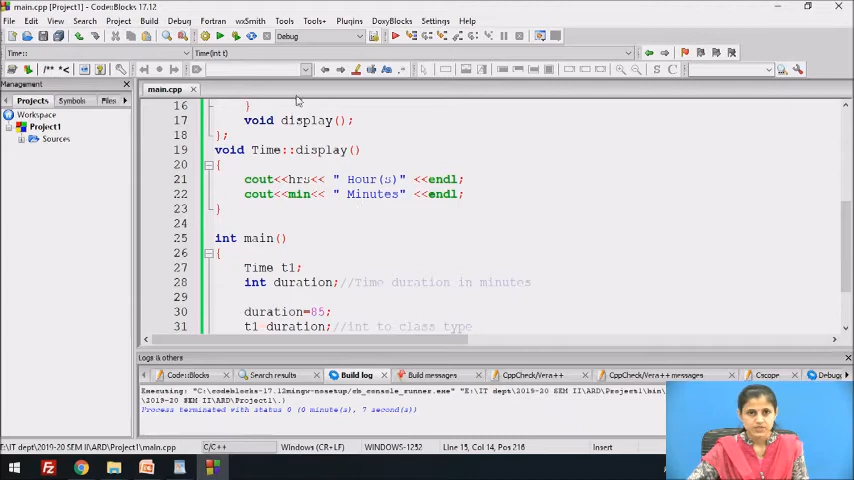 main.cpp [Project1] - Code::Blocks 17.12
File Edit View Search Project Build Debug Fortran wxSmith Tools Tools+ Plugins DoxyBlocks Settings Help
Debug
Time:: Time(int t)
/** *<
S C
Management
main.cpp
Projects Symbols Files
Workspace
Project1
Sources
16 }
17 void display();
18 };
19 void Time::display()
20 {
21 cout<<hrs<< " Hour(s)" <<endl;
22 cout<<min<< " Minutes" <<endl;
23 }
24
25 int main()
26 {
27 Time t1;
28 int duration;//Time duration in minutes
29
30 duration=85;
31 t1 duration;//int to class type
Logs & others
Code::Blocks Search results Build log Build messages CppCheck/Vera++ CppCheck/Vera++ messages Cscope Debug
Executing: "C:\codeblocks-17.12mingw-nosetup/cb_console_runner.exe" "E:\IT dept\2019-20 SEM II\ARD\Project1\bin\
\2019-20 SEM II\ARD\Project1\.)
Process terminated with status 0 (0 minute(s), 7 second(s))
E:\IT dept\2019-20 SEM II\ARD\Project1\main.cpp C/C++ Windows (CR+LF) WINDOWS-1252 Line 15, Col 14, Pos 216 Insert